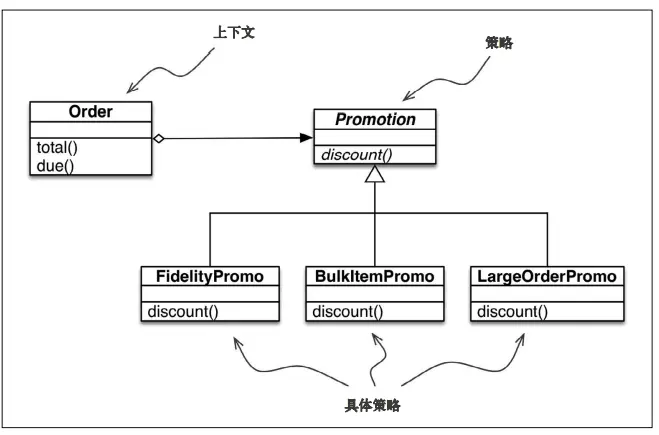 上下文
策略
Order
total()
due()
Promotion
discount()
FidelityPromo
discount()
BulkItemPromo
discount()
LargeOrderPromo
discount()
具体策略